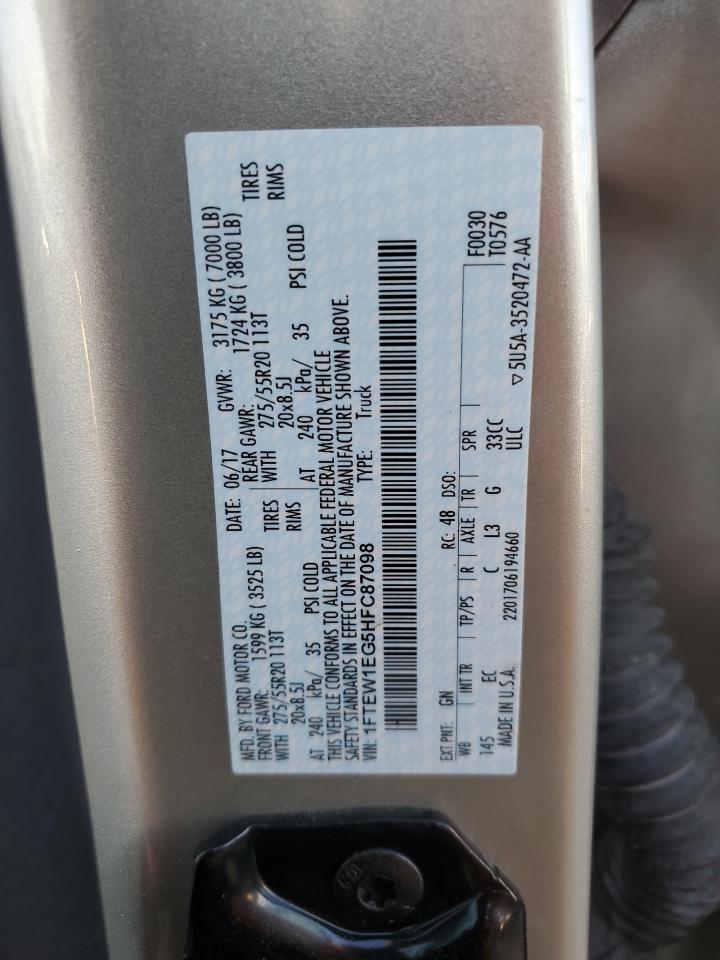 MFD. BY FORD MOTOR CO. DATE: 06/17 GVWR: 3175 KG ( 7000 LB)
FRONT GAWR: 1599 KG ( 3525 LB) REAR GAWR: 1724 KG ( 3800 LB)
WITH 275/55R20 113T TIRES WITH 275/55R20 113T TIRES
20x8.5J RIMS 20x8.5J RIMS
AT 240 kPa/ 35 PSI COLD AT 240 kPa/ 35 PSI COLD
THIS VEHICLE CONFORMS TO ALL APPLICABLE FEDERAL MOTOR VEHICLE
SAFETY STANDARDS IN EFFECT ON THE DATE OF MANUFACTURE SHOWN ABOVE.
VIN: 1FTEW1EG5HFC87098 TYPE: Truck
EXT PNT: GN RC: 48 DSO: F0030
WB INT TR TP/PS R AXLE TR SPR T0576
145 EC C L3 G 33CC
MADE IN U.S.A. 2201706194660 ULC ▽5U5A-3520472-AA